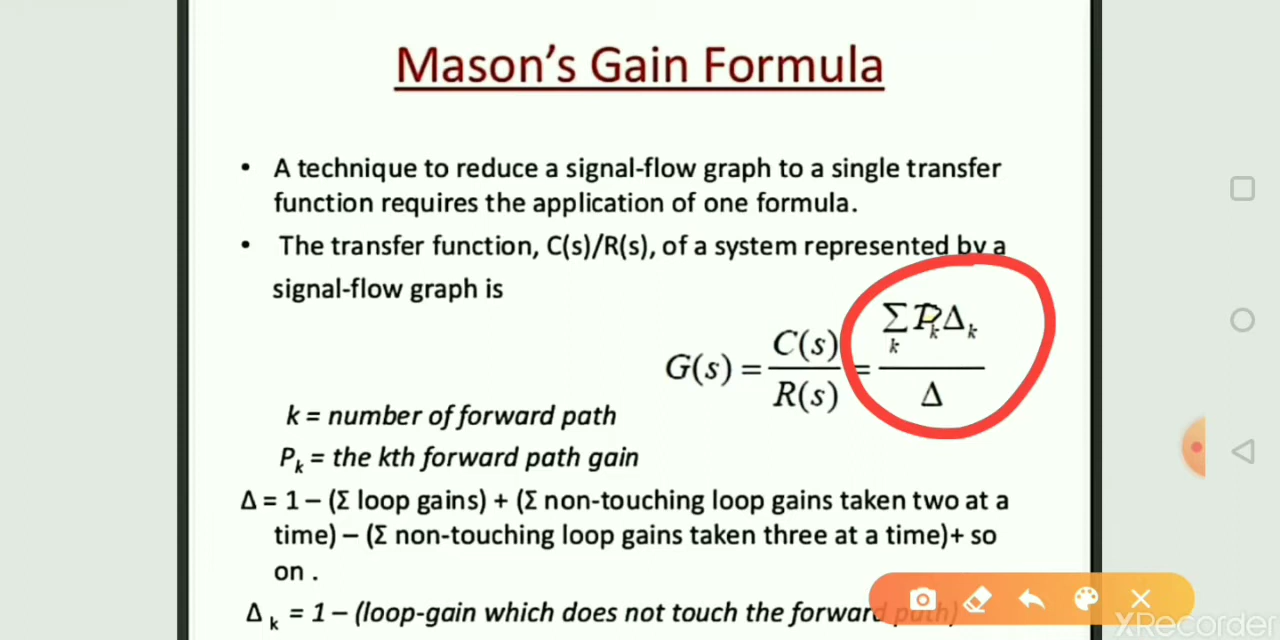 Mason's Gain Formula
• A technique to reduce a signal-flow graph to a single transfer
function requires the application of one formula.
• The transfer function, C(s)/R(s), of a system represented by a
signal-flow graph is
G(s) = C(s)/R(s) = Σ_k P_k Δ_k / Δ
k = number of forward path
P_k = the kth forward path gain
Δ = 1 – (Σ loop gains) + (Σ non-touching loop gains taken two at a
time) – (Σ non-touching loop gains taken three at a time)+ so
on .
Δ_k = 1 – (loop-gain which does not touch the forward path)
XRecorder